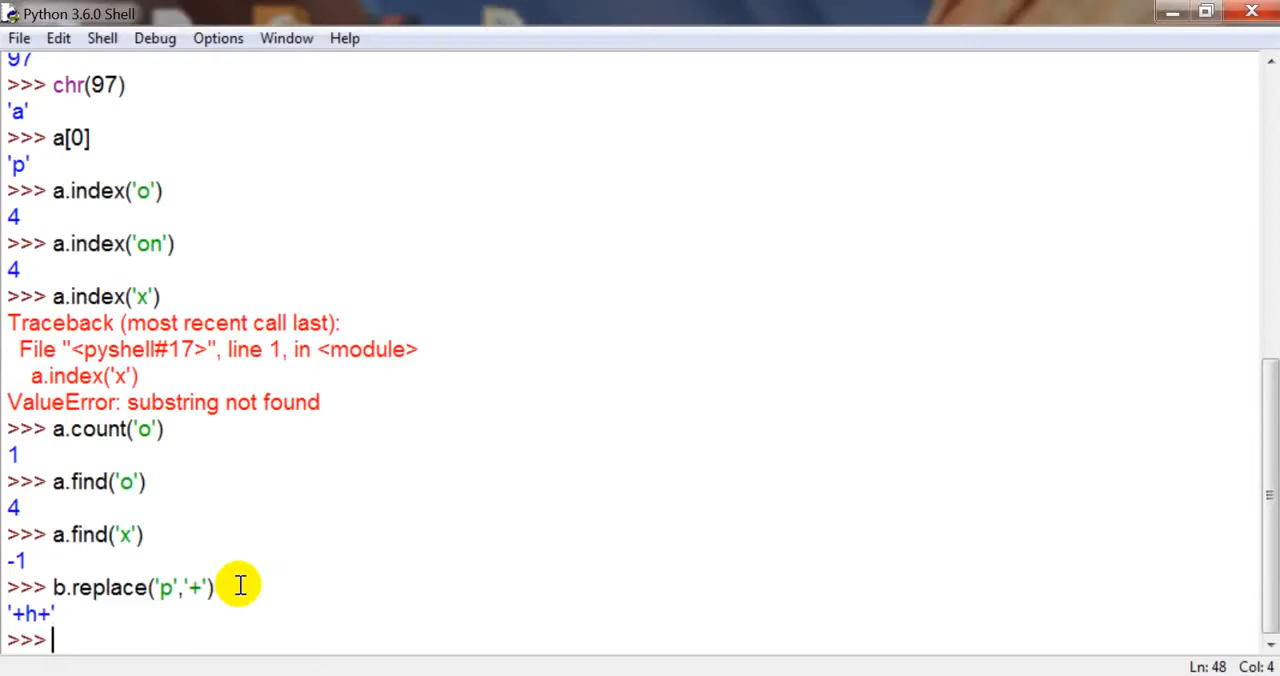 Python 3.6.0 Shell
File Edit Shell Debug Options Window Help
97
>>> chr(97)
'a'
>>> a[0]
'p'
>>> a.index('o')
4
>>> a.index('on')
4
>>> a.index('x')
Traceback (most recent call last):
  File "<pyshell#17>", line 1, in <module>
    a.index('x')
ValueError: substring not found
>>> a.count('o')
1
>>> a.find('o')
4
>>> a.find('x')
-1
>>> b.replace('p','+')
'+h+'
>>>
Ln: 48 Col: 4